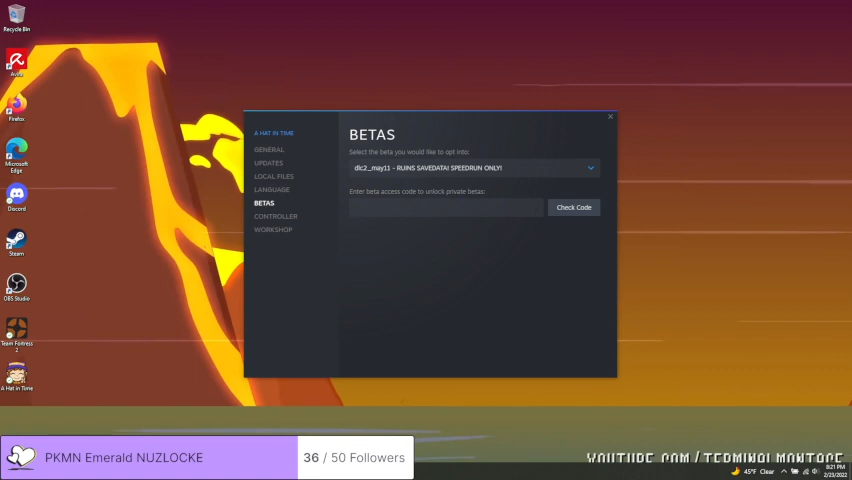 Recycle Bin
Avira
Firefox
Microsoft
Edge
Discord
Steam
OBS Studio
Team Fortress
2
A Hat in Time
A HAT IN TIME
GENERAL
UPDATES
LOCAL FILES
LANGUAGE
BETAS
CONTROLLER
WORKSHOP
BETAS
Select the beta you would like to opt into:
dlc2_may11 - RUINS SAVEDATA! SPEEDRUN ONLY!
Enter beta access code to unlock private betas:
Check Code
PKMN Emerald NUZLOCKE
36 / 50 Followers
YOUTUBE.COM/TERMINALMONTAGE
45°F Clear
8:21 PM
2/23/2022